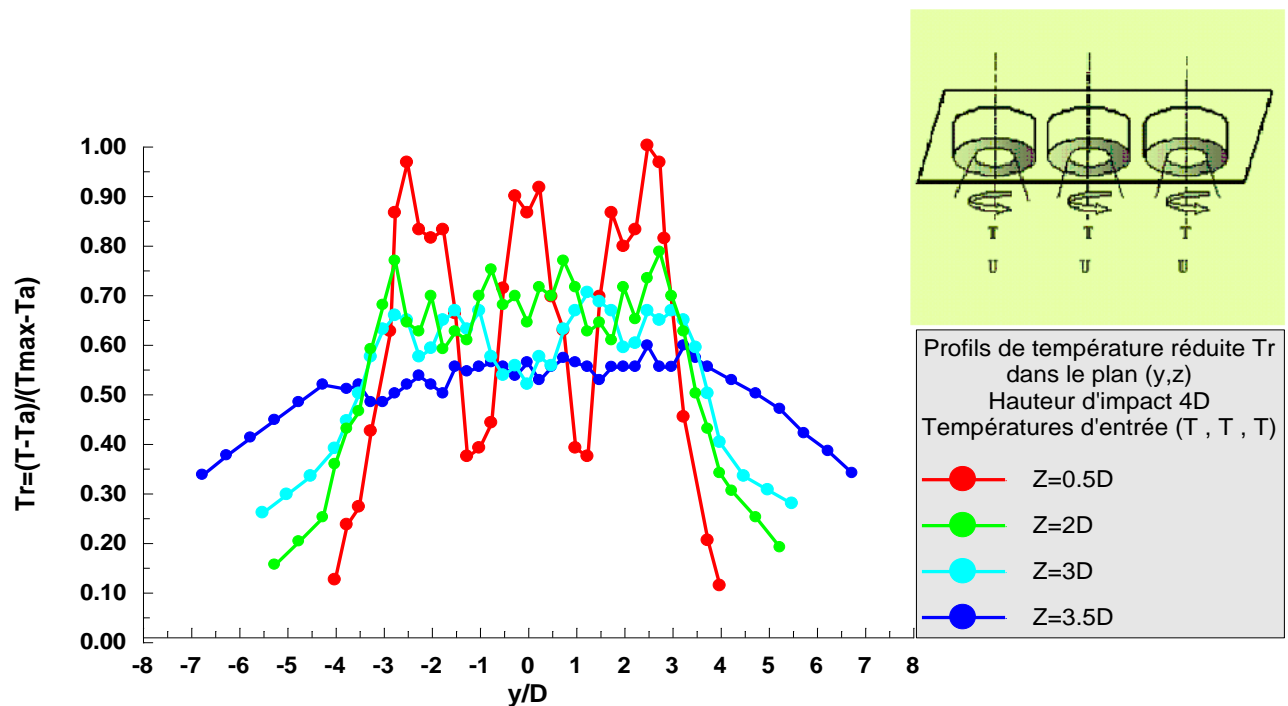 1.00
0.90
0.80
0.70
0.60
0.50
0.40
0.30
0.20
0.10
0.00
Tr=(T-Ta)/(Tmax-Ta)
-8 -7 -6 -5 -4 -3 -2 -1 0 1 2 3 4 5 6 7 8
y/D
T T T
U U U
Profils de température réduite Tr
dans le plan (y,z)
Hauteur d'impact 4D
Températures d'entrée (T , T , T)
Z=0.5D
Z=2D
Z=3D
Z=3.5D